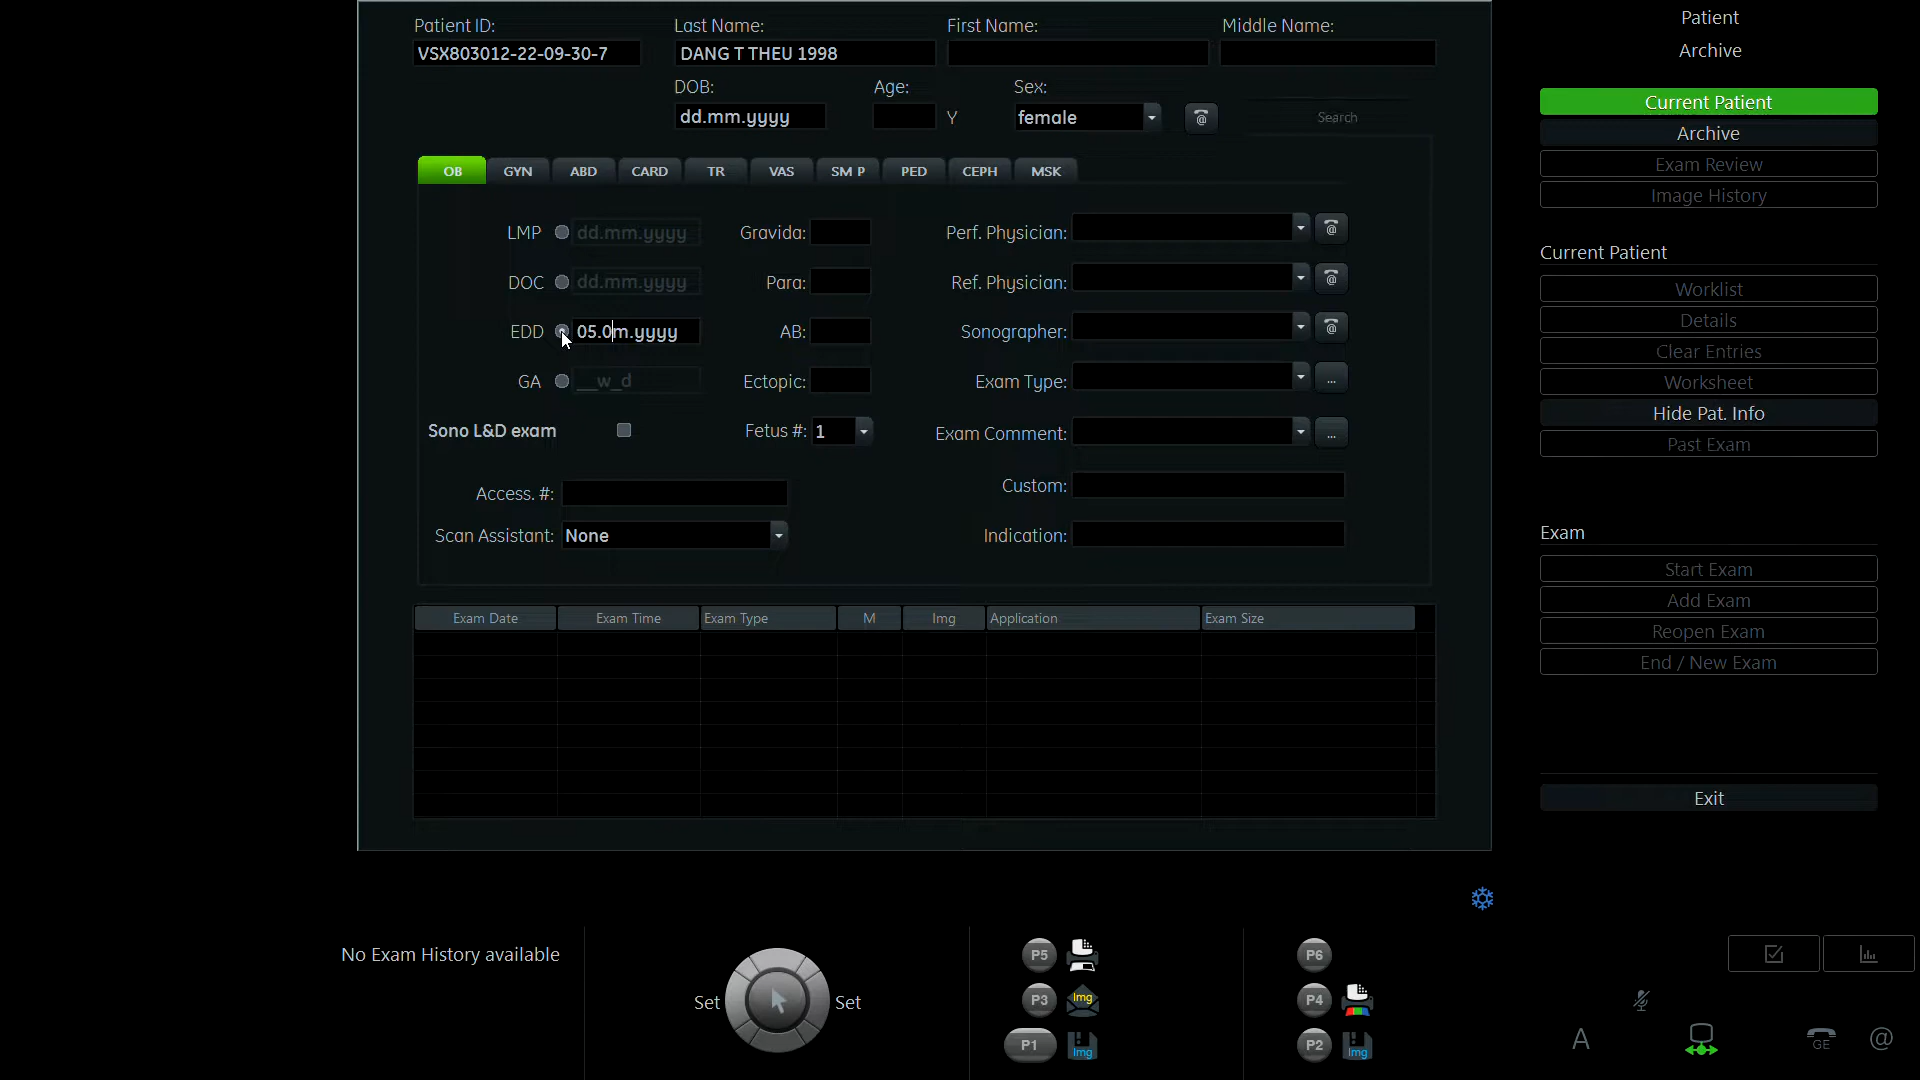 Patient ID: Last Name: First Name: Middle Name:
VSX803012-22-09-30-7 DANG T THEU 1998
DOB: Age: Sex:
dd.mm.yyyy Y female Search
OB GYN ABD CARD TR VAS SM P PED CEPH MSK
LMP dd.mm.yyyy Gravida: Perf. Physician:
DOC dd.mm.yyyy Para: Ref. Physician:
EDD 05.0m.yyyy AB: Sonographer:
GA __w_d Ectopic: Exam Type: ...
Sono L&D exam Fetus #: 1 Exam Comment: ...
Access. #: Custom:
Scan Assistant: None Indication:
Exam Date Exam Time Exam Type M Img Application Exam Size
Patient
Archive
Current Patient
Archive
Exam Review
Image History
Current Patient
Worklist
Details
Clear Entries
Worksheet
Hide Pat. Info
Past Exam
Exam
Start Exam
Add Exam
Reopen Exam
End / New Exam
Exit
No Exam History available
Set Set
P5
P3 Img
P1 Img
P6
P4
P2 Img
A GE @